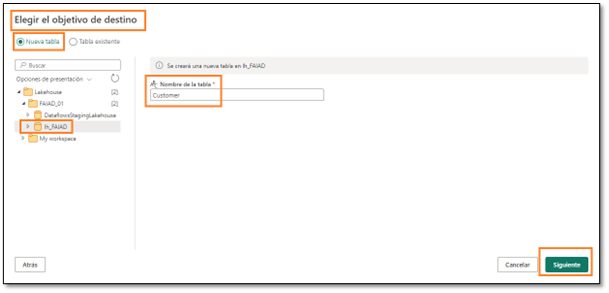 Elegir el objetivo de destino
Nueva tabla Tabla existente
Buscar
Opciones de presentación
Lakehouse [2]
FAIAD_01 [2]
DataflowsStagingLakehouse
lh_FAIAD
My workspace
Se creará una nueva tabla en lh_FAIAD
Nombre de la tabla *
Customer
Atrás
Cancelar
Siguiente